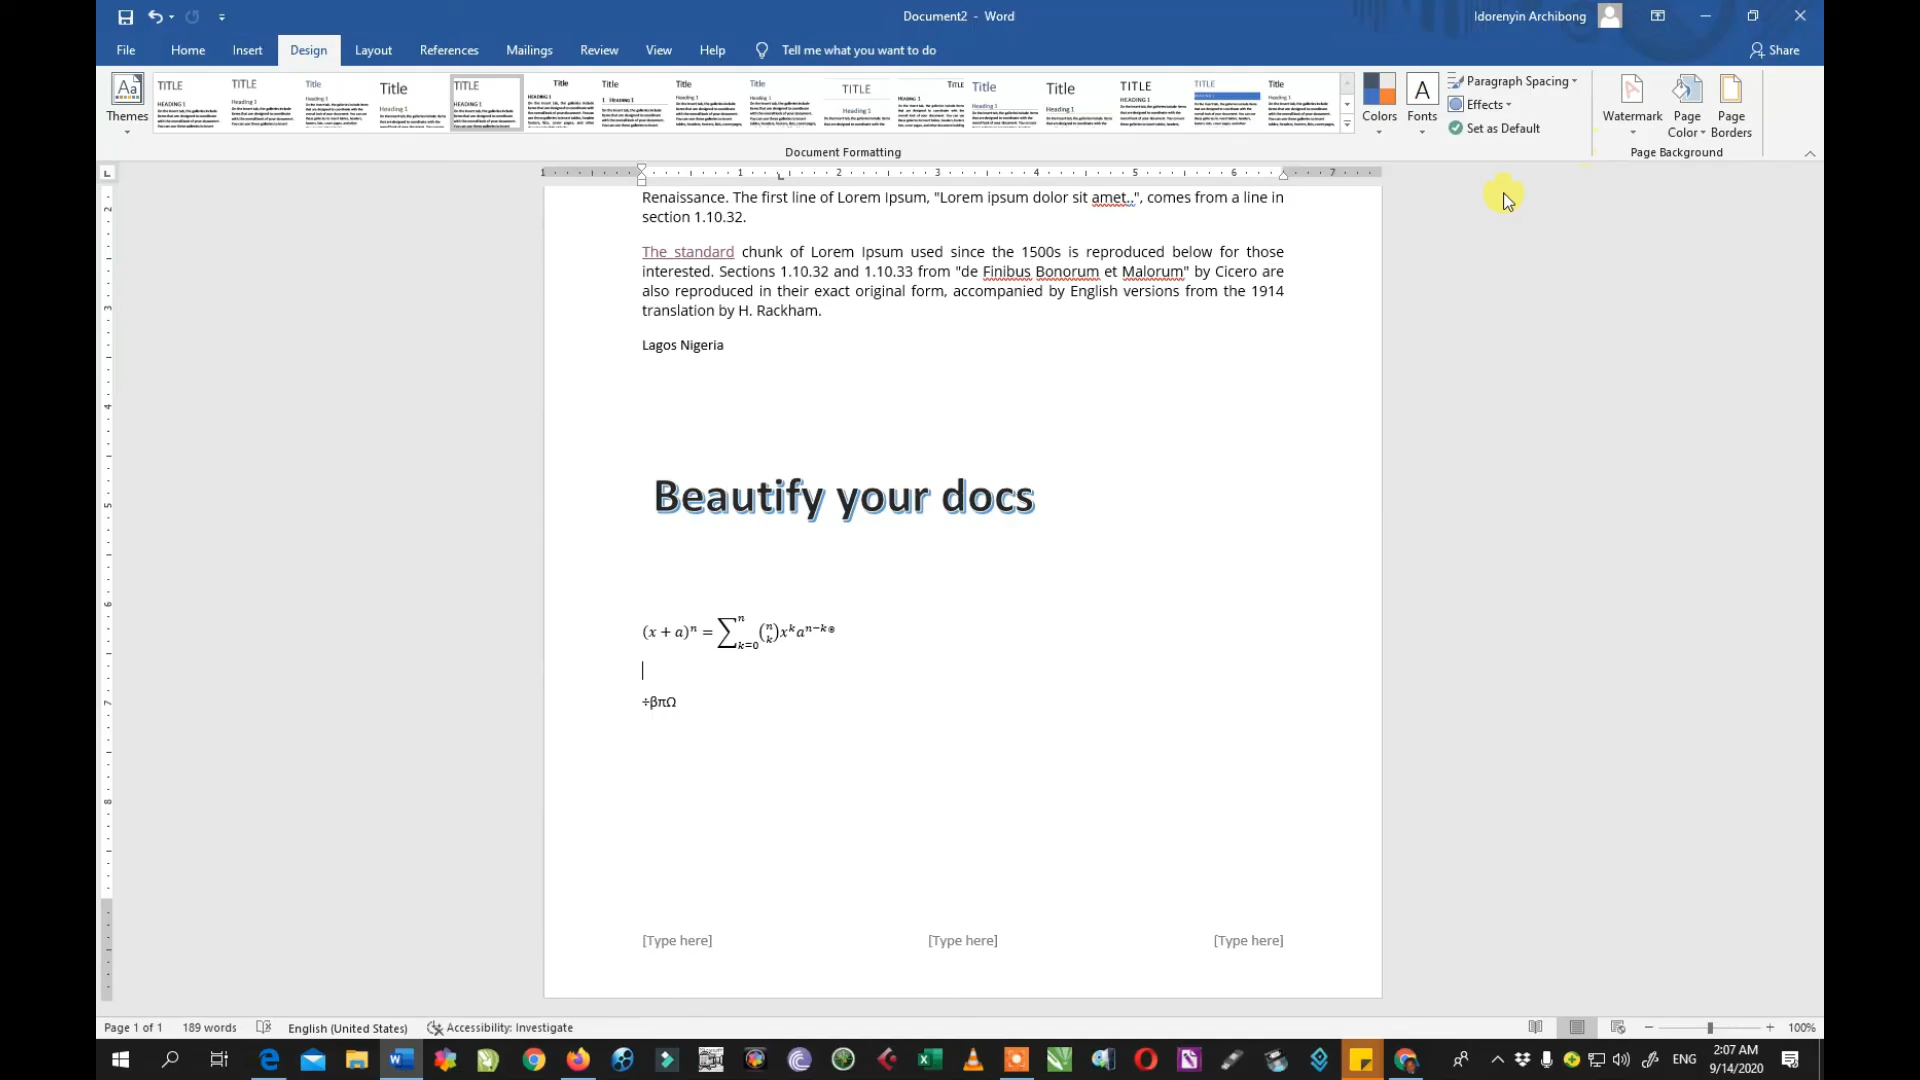 Document2 - Word
Idorenyin Archibong
File Home Insert Design Layout References Mailings Review View Help Tell me what you want to do Share
Themes
TITLE TITLE Title Title TITLE Title Title Title Title TITLE TITLE Title Title TITLE TITLE Title
HEADING 1 Heading 1 Heading 1 Heading 1 HEADING 1 HEADING 1 1 HEADING 1 Heading 1 Heading 1 Heading 1 HEADING 1 Heading 1 Heading 1 HEADING 1 Heading 1
Colors Fonts
Paragraph Spacing
Effects
Set as Default
Watermark Page Color Page Borders
Document Formatting Page Background
1 1 2 3 4 5 6 7
Renaissance. The first line of Lorem Ipsum, "Lorem ipsum dolor sit amet..", comes from a line in
section 1.10.32.
The standard chunk of Lorem Ipsum used since the 1500s is reproduced below for those
interested. Sections 1.10.32 and 1.10.33 from "de Finibus Bonorum et Malorum" by Cicero are
also reproduced in their exact original form, accompanied by English versions from the 1914
translation by H. Rackham.
Lagos Nigeria
Beautify your docs
(x + a)ⁿ = ∑ⁿₖ₌₀ (ⁿₖ) xᵏaⁿ⁻ᵏ⊛
÷βπΩ
[Type here] [Type here] [Type here]
Page 1 of 1 189 words English (United States) Accessibility: Investigate 100%
ENG
2:07 AM
9/14/2020